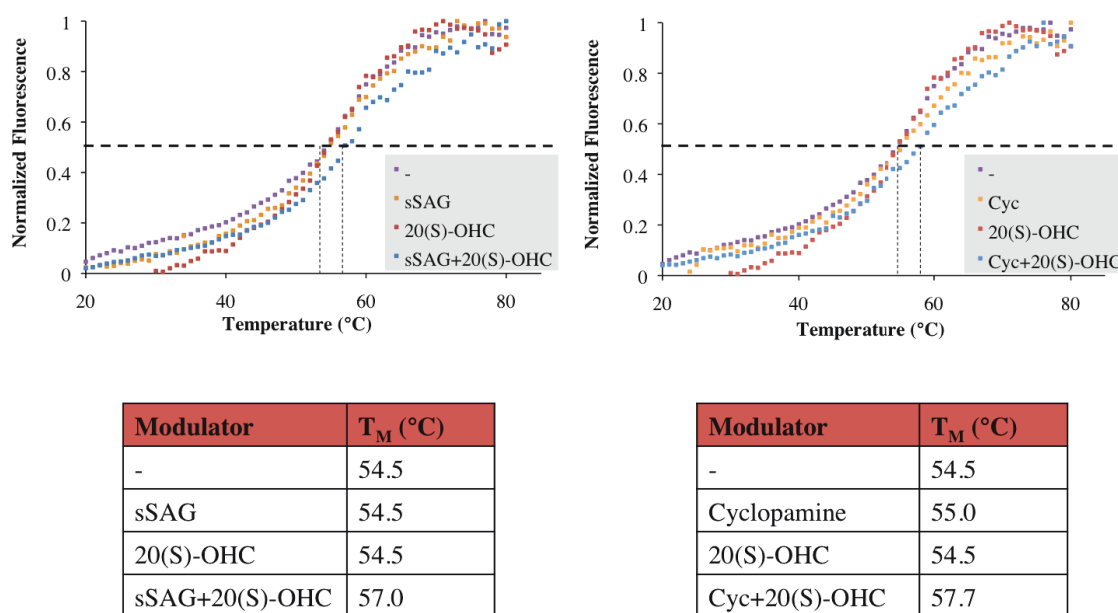 Normalized Fluorescence
1
0.8
0.6
0.4
0.2
0
20
40
60
80
Temperature (°C)
-
sSAG
20(S)-OHC
sSAG+20(S)-OHC
Normalized Fluorescence
1
0.8
0.6
0.4
0.2
0
20
40
60
80
Temperature (°C)
-
Cyc
20(S)-OHC
Cyc+20(S)-OHC
Modulator TM (°C)
- 54.5
sSAG 54.5
20(S)-OHC 54.5
sSAG+20(S)-OHC 57.0
Modulator TM (°C)
- 54.5
Cyclopamine 55.0
20(S)-OHC 54.5
Cyc+20(S)-OHC 57.7